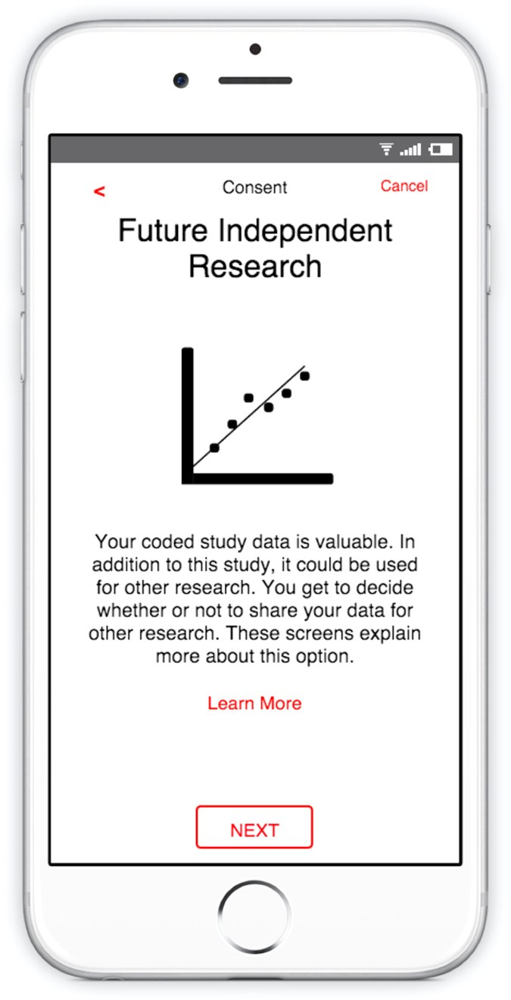 < Consent Cancel
Future Independent
Research
Your coded study data is valuable. In
addition to this study, it could be used
for other research. You get to decide
whether or not to share your data for
other research. These screens explain
more about this option.
Learn More
NEXT